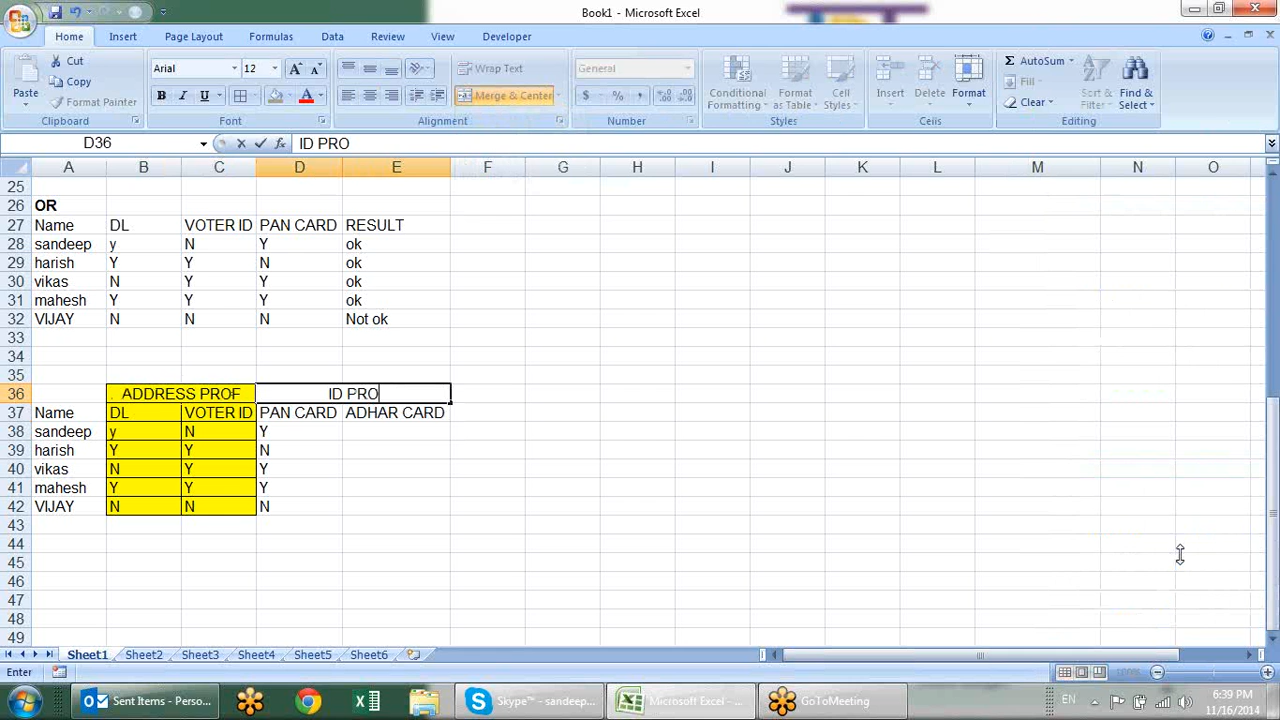 Book1 - Microsoft Excel
Home Insert Page Layout Formulas Data Review View Developer
Paste
Cut
Copy
Format Painter
Clipboard
Arial 12
B I U
Font
Wrap Text
Merge & Center
Alignment
General
$ % ,
Number
Conditional Formatting
Format as Table
Cell Styles
Styles
Insert Delete Format
Cells
AutoSum
Fill
Clear
Sort & Filter
Find & Select
Editing
D36 ID PRO
A B C D E F G H I J K L M N O
25
26 OR
27 Name DL VOTER ID PAN CARD RESULT
28 sandeep y N Y ok
29 harish Y Y N ok
30 vikas N Y Y ok
31 mahesh Y Y Y ok
32 VIJAY N N N Not ok
33
34
35
36 ADDRESS PROF ID PRO
37 Name DL VOTER ID PAN CARD ADHAR CARD
38 sandeep y N Y
39 harish Y Y N
40 vikas N Y Y
41 mahesh Y Y Y
42 VIJAY N N N
43
44
45
46
47
48
49
Sheet1 Sheet2 Sheet3 Sheet4 Sheet5 Sheet6
Enter
Sent Items - Perso...
Skype™ - sandeep...
Microsoft Excel - ...
GoToMeeting
EN
6:39 PM
11/16/2014